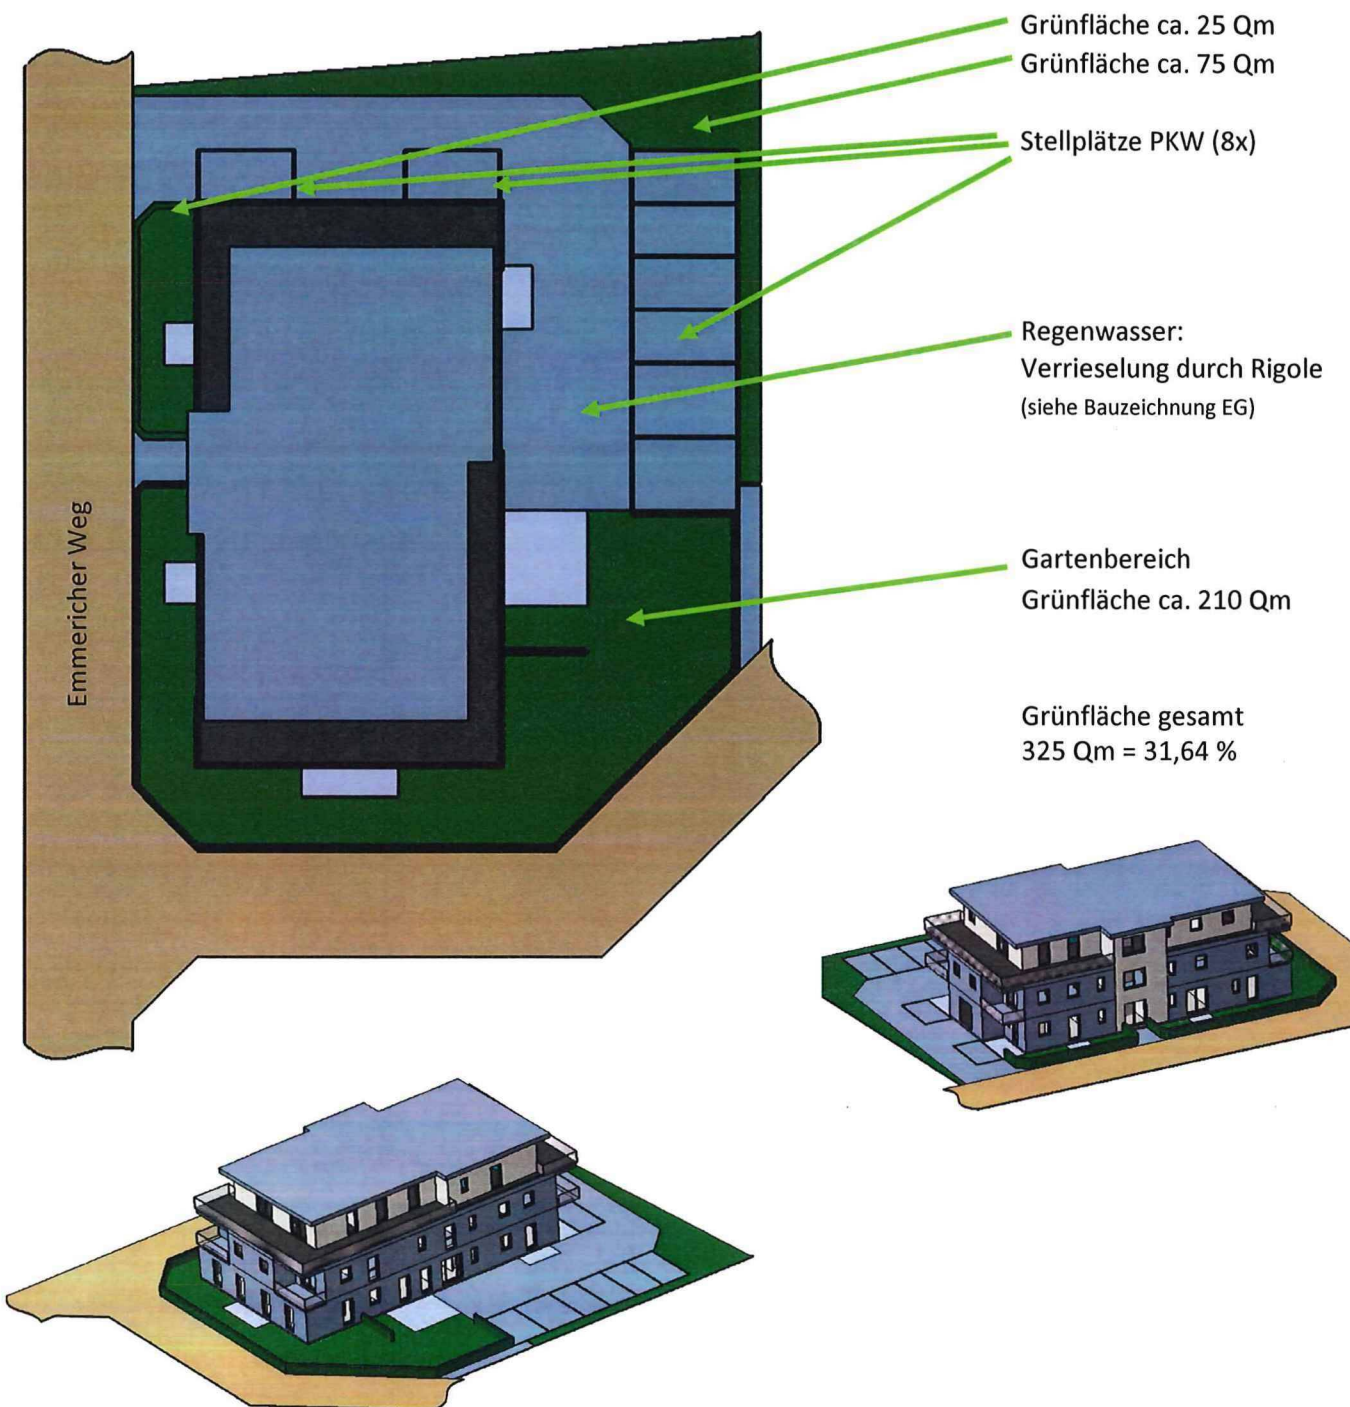 Grünfläche ca. 25 Qm
Grünfläche ca. 75 Qm
Stellplätze PKW (8x)
Regenwasser:
Verrieselung durch Rigole
(siehe Bauzeichnung EG)
Emmericher Weg
Gartenbereich
Grünfläche ca. 210 Qm
Grünfläche gesamt
325 Qm = 31,64 %